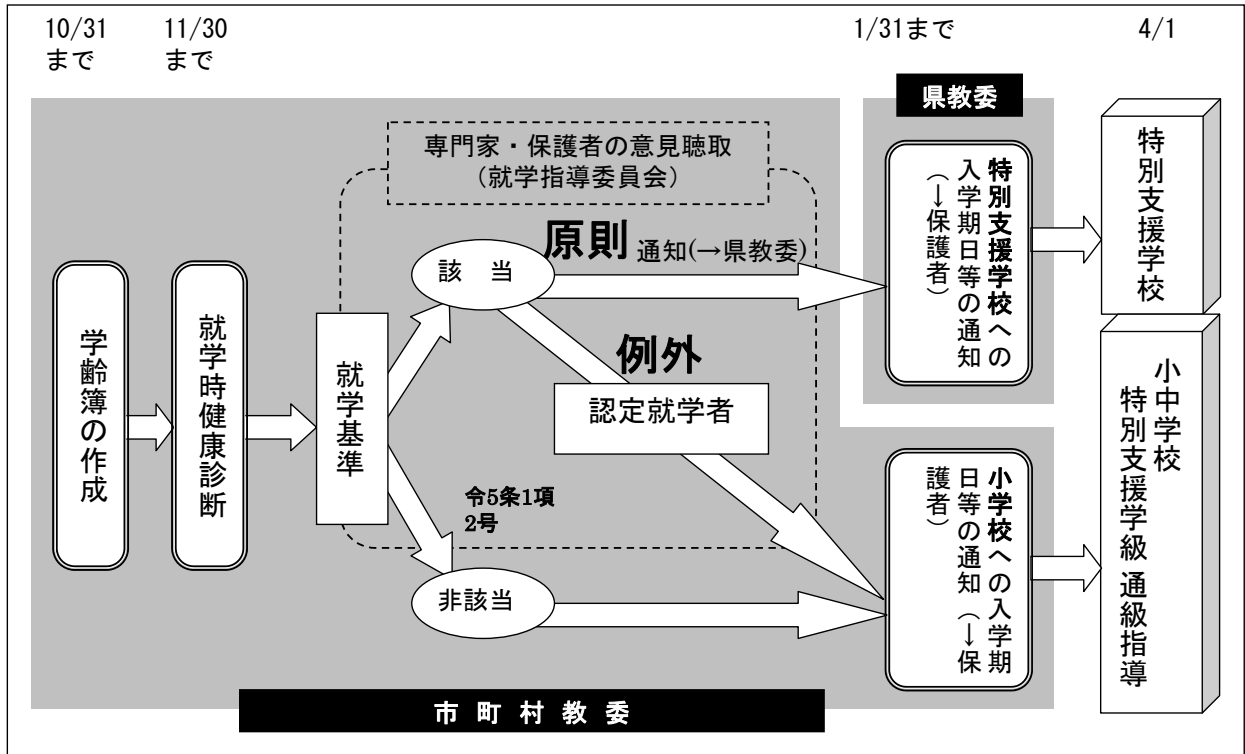 10/31
まで
11/30
まで
1/31まで
4/1
県教委
専門家・保護者の意見聴取
(就学指導委員会)
原則 通知(→県教委)
該 当
例外
認定就学者
学齢簿の作成
就学時健康診断
就学基準
令5条1項
2号
非該当
特別支援学校への
入学期日等の通知
(→保護者)
小学校への入学期
日等の通知 (→保
護者)
特別支援学校
小中学校
特別支援学級 通級指導
市 町 村 教 委